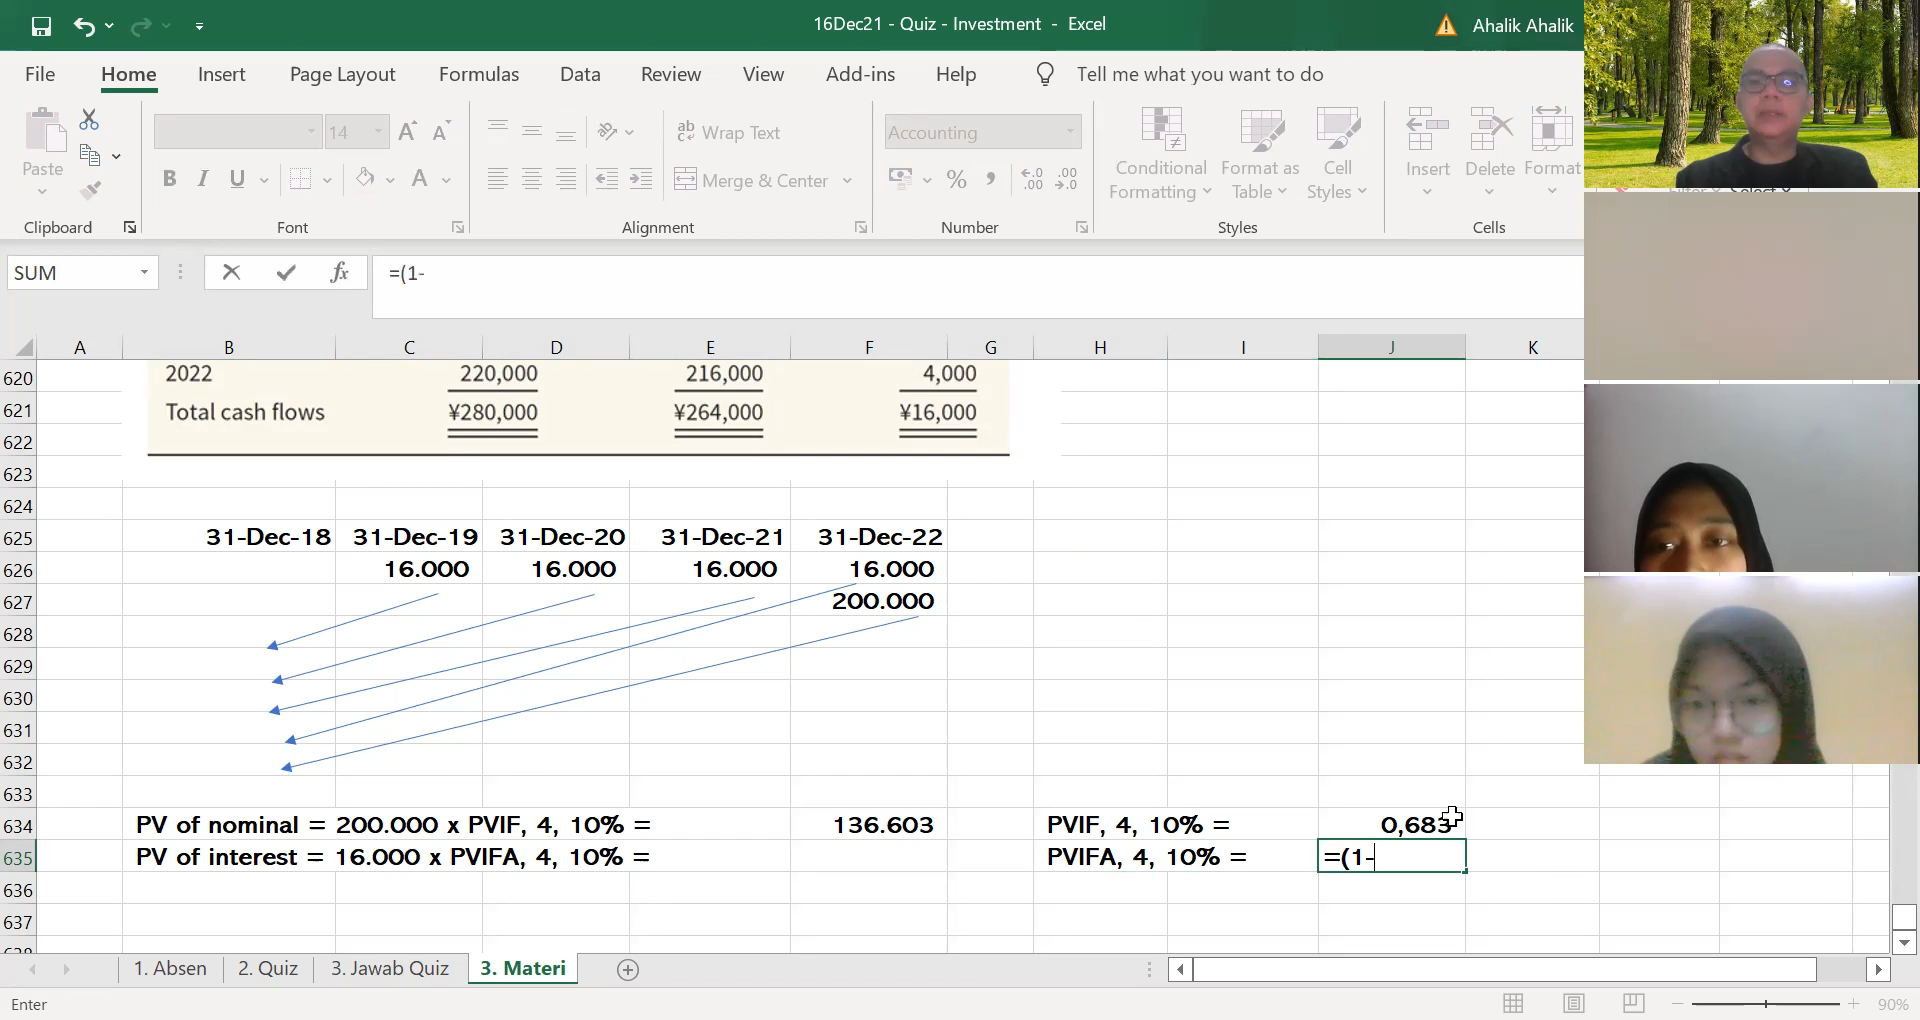 16Dec21 - Quiz - Investment - Excel
Ahalik Ahalik
File Home Insert Page Layout Formulas Data Review View Add-ins Help Tell me what you want to do
14
Accounting
ab Wrap Text
Paste
B I U A
Merge & Center
% ,
Conditional Formatting
Format as Table
Cell Styles
Insert Delete Format
Clipboard Font Alignment Number Styles Cells
SUM
fx
=(1-
A B C D E F G H I J K
620 2022 220,000 216,000 4,000
621 Total cash flows ¥280,000 ¥264,000 ¥16,000
622
623
624
625 31-Dec-18 31-Dec-19 31-Dec-20 31-Dec-21 31-Dec-22
626 16.000 16.000 16.000 16.000
627 200.000
628
629
630
631
632
633
634 PV of nominal = 200.000 x PVIF, 4, 10% = 136.603 PVIF, 4, 10% = 0,683
635 PV of interest = 16.000 x PVIFA, 4, 10% = PVIFA, 4, 10% = =(1-
636
637
1. Absen 2. Quiz 3. Jawab Quiz 3. Materi
Enter
90%